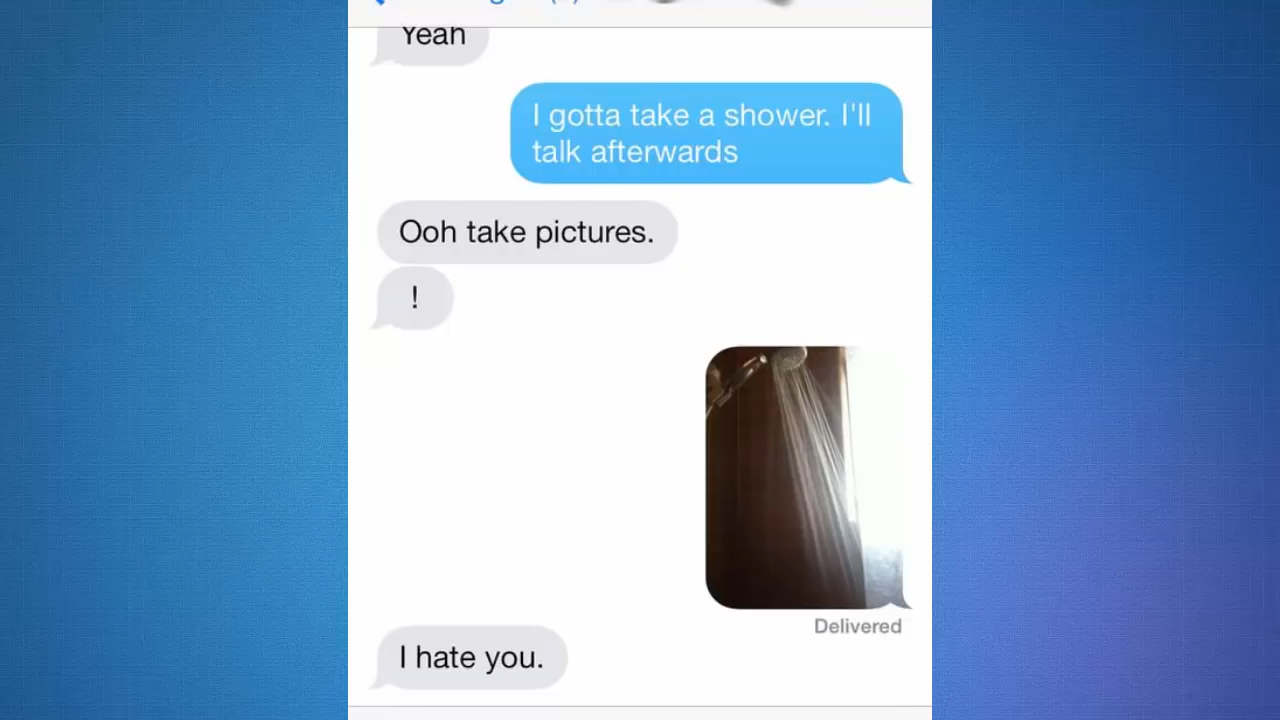 Yeah
I gotta take a shower. I'll
talk afterwards
Ooh take pictures.
!
Delivered
I hate you.